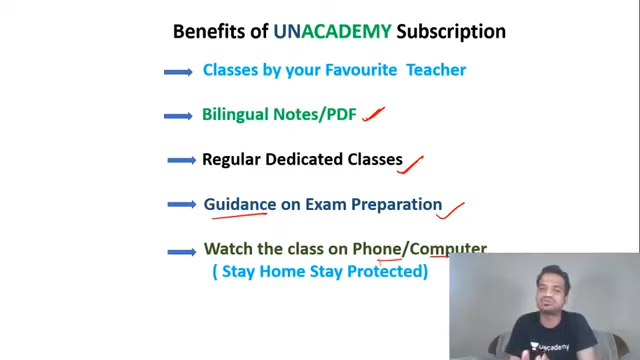 Benefits of UNACADEMY Subscription
Classes by your Favourite Teacher
Bilingual Notes/PDF
Regular Dedicated Classes
Guidance on Exam Preparation
Watch the class on Phone/Computer
( Stay Home Stay Protected)
unacademy